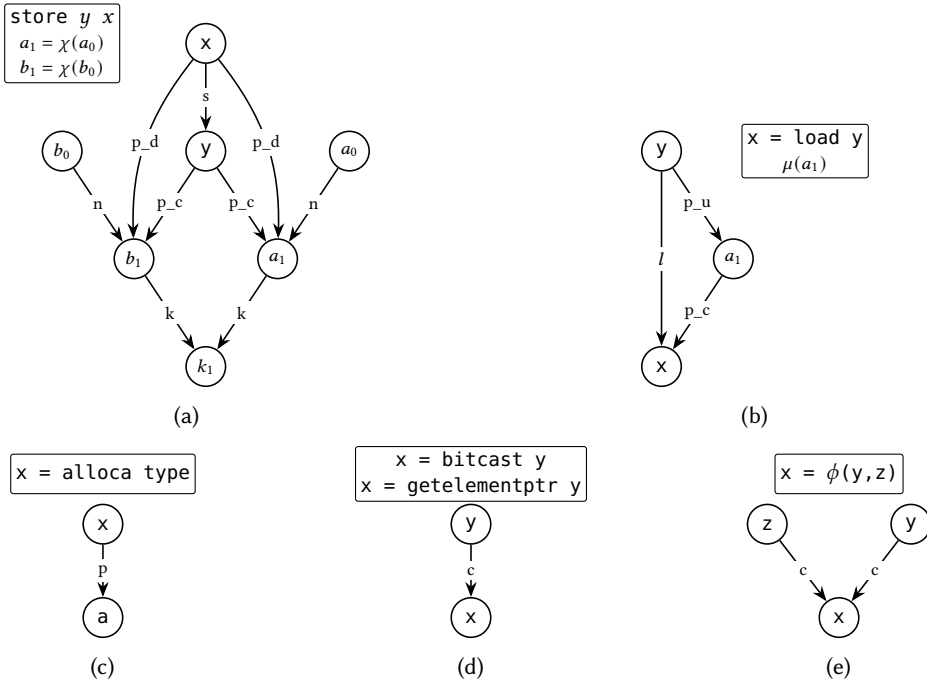 store y x
a₁ = χ(a₀)
b₁ = χ(b₀)
x
s
p_d
p_d
b₀
y
a₀
n
p_c
p_c
n
b₁
a₁
k
k
k₁
(a)
y
x = load y
μ(a₁)
p_u
l
a₁
p_c
x
(b)
x = alloca type
x
p
a
(c)
x = bitcast y
x = getelementptr y
y
c
x
(d)
x = ϕ(y,z)
z
y
c
c
x
(e)